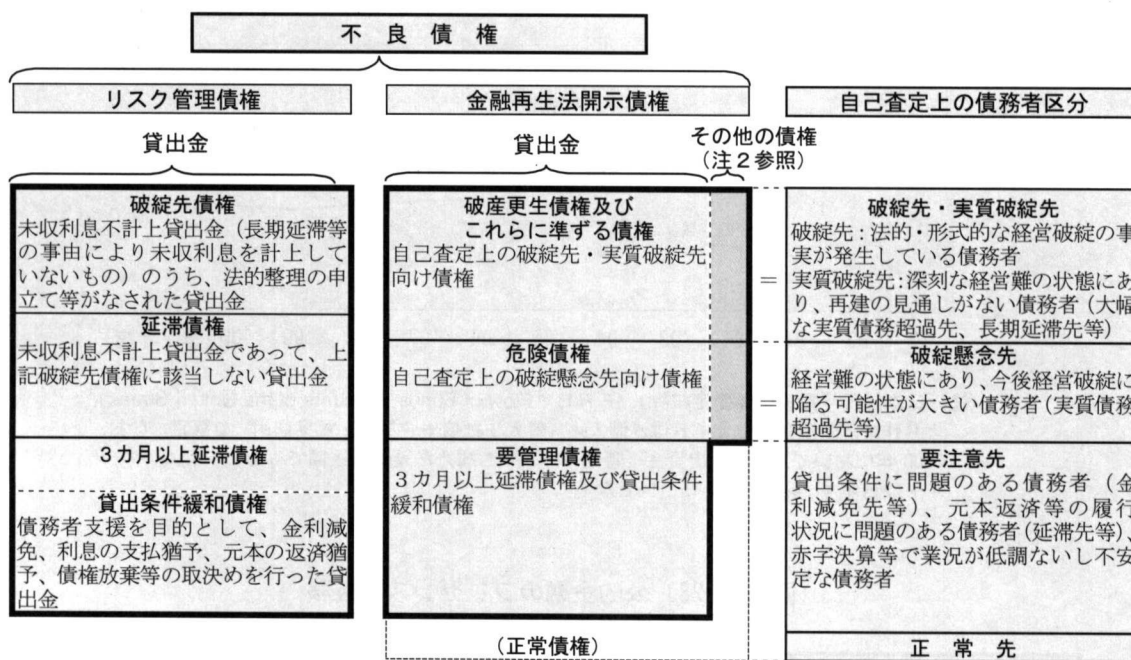 不良債権
リスク管理債権
貸出金
破綻先債権
未収利息不計上貸出金（長期延滞等
の事由により未収利息を計上して
いないもの）のうち、法的整理の申
立て等がなされた貸出金
延滞債権
未収利息不計上貸出金であって、上
記破綻先債権に該当しない貸出金
３カ月以上延滞債権
貸出条件緩和債権
債務者支援を目的として、金利減
免、利息の支払猶予、元本の返済猶
予、債権放棄等の取決めを行った貸
出金
金融再生法開示債権
貸出金
その他の債権
（注２参照）
破産更生債権及び
これらに準ずる債権
自己査定上の破綻先・実質破綻先
向け債権
危険債権
自己査定上の破綻懸念先向け債権
要管理債権
３カ月以上延滞債権及び貸出条件
緩和債権
（正常債権）
＝
＝
自己査定上の債務者区分
破綻先・実質破綻先
破綻先：法的・形式的な経営破綻の事
実が発生している債務者
実質破綻先：深刻な経営難の状態にあ
り、再建の見通しがない債務者（大幅
な実質債務超過先、長期延滞先等）
破綻懸念先
経営難の状態にあり、今後経営破綻に
陥る可能性が大きい債務者（実質債務
超過先等）
要注意先
貸出条件に問題のある債務者（金
利減免先等）、元本返済等の履行
状況に問題のある債務者（延滞先等）、
赤字決算等で業況が低調ないし不安
定な債務者
正常先